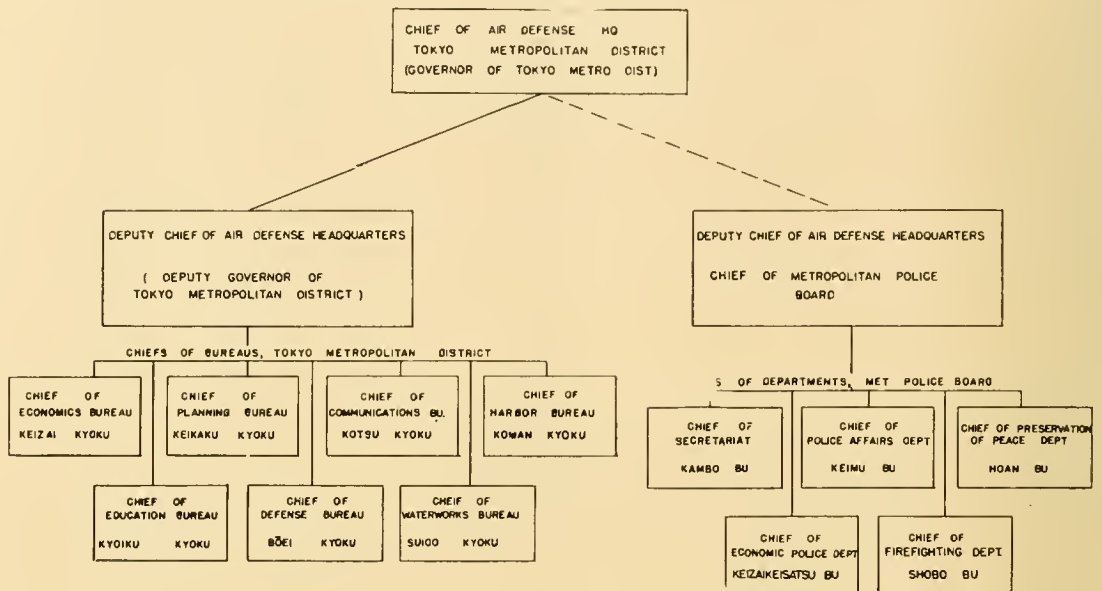 CHIEF OF AIR DEFENSE HQ
TOKYO METROPOLITAN DISTRICT
(GOVERNOR OF TOKYO METRO DIST)
DEPUTY CHIEF OF AIR DEFENSE HEADQUARTERS
( DEPUTY GOVERNOR OF
TOKYO METROPOLITAN DISTRICT )
DEPUTY CHIEF OF AIR DEFENSE HEADQUARTERS
CHIEF OF METROPOLITAN POLICE
BOARD
CHIEFS OF BUREAUS, TOKYO METROPOLITAN DISTRICT
CHIEF OF
ECONOMICS BUREAU
KEIZAI KYOKU
CHIEF OF
PLANNING BUREAU
KEIKAKU KYOKU
CHIEF OF
COMMUNICATIONS BU.
KOTSU KYOKU
CHIEF OF
HARBOR BUREAU
KOWAN KYOKU
CHIEF OF
EDUCATION BUREAU
KYOIKU KYOKU
CHIEF OF
DEFENSE BUREAU
BŌEI KYOKU
CHEIF OF
WATERWORKS BUREAU
SUIDO KYOKU
S OF DEPARTMENTS, MET POLICE BOARD
CHIEF OF
SECRETARIAT
KAMBO BU
CHIEF OF
POLICE AFFAIRS DEPT
KEIMU BU
CHIEF OF PRESERVATION
OF PEACE DEPT
HOAN BU
CHIEF OF
ECONOMIC POLICE DEPT
KEIZAIKEISATSU BU
CHIEF OF
FIREFIGHTING DEPT.
SHOBO BU